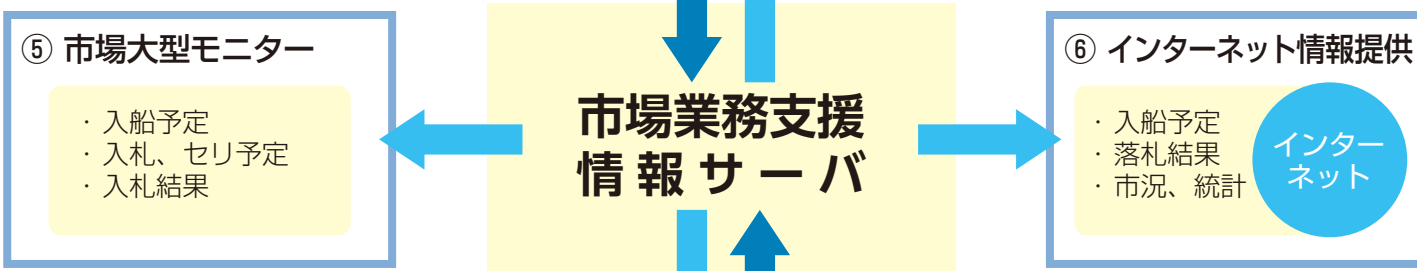 ⑤ 市場大型モニター
・入船予定
・入札、セリ予定
・入札結果
市場業務支援
情報サーバ
⑥ インターネット情報提供
・入船予定
・落札結果
・市況、統計
インター
ネット